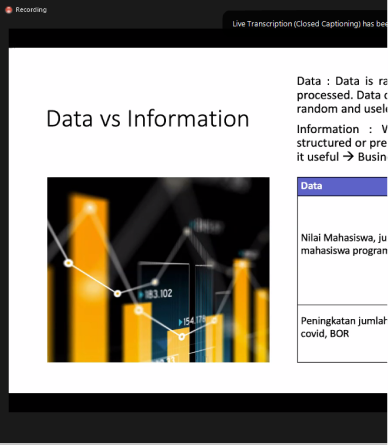 Recording
Live Transcription (Closed Captioning) has bee
Data vs Information
Data : Data is ra
processed. Data c
random and usel
Information : V
structured or pre
it useful → Busin
Data
Nilai Mahasiswa, ju
mahasiswa program
Peningkatan jumlah
covid, BOR
183.102
154.178